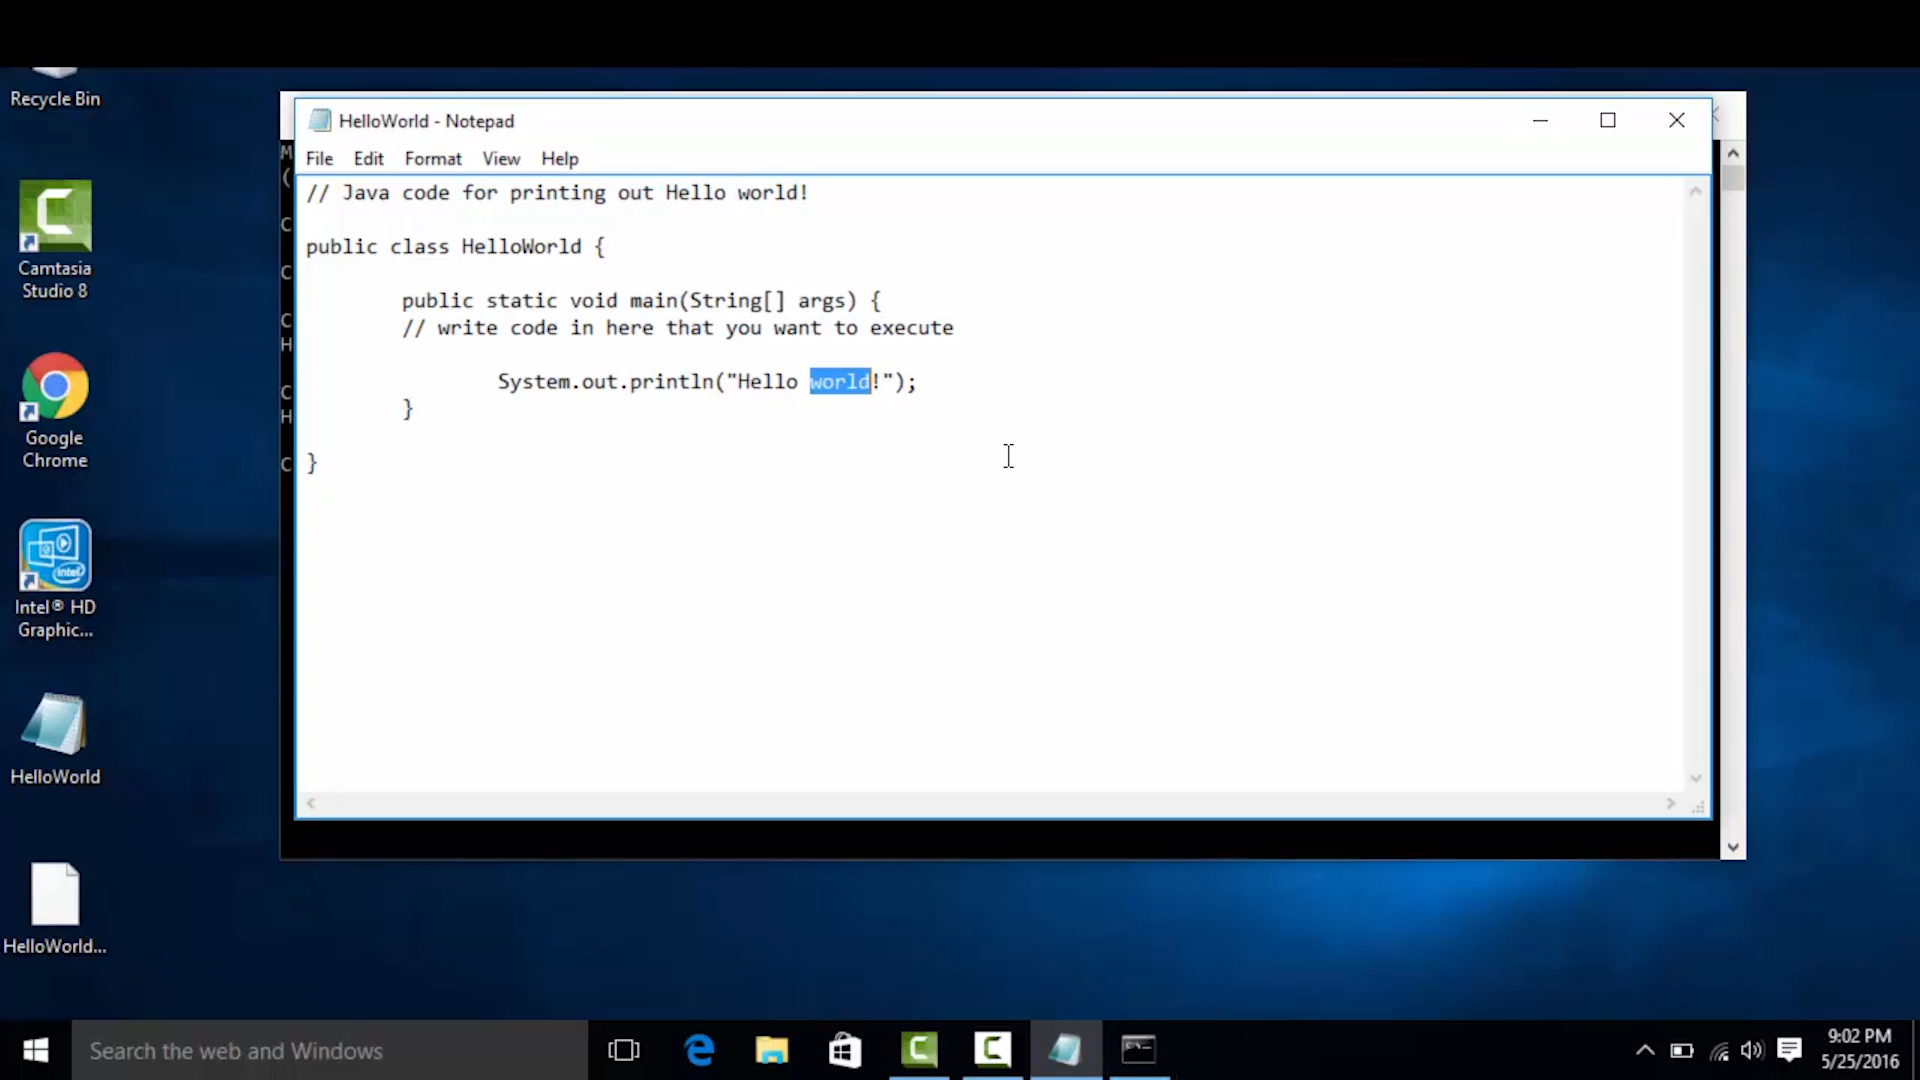 Recycle Bin
Camtasia
Studio 8
Google
Chrome
Intel® HD
Graphic...
HelloWorld
HelloWorld...
HelloWorld - Notepad
File Edit Format View Help
// Java code for printing out Hello world!
public class HelloWorld {
public static void main(String[] args) {
// write code in here that you want to execute
System.out.println("Hello world!");
}
}
M
(
C
C
C
H
C
H
C
Search the web and Windows
9:02 PM
5/25/2016